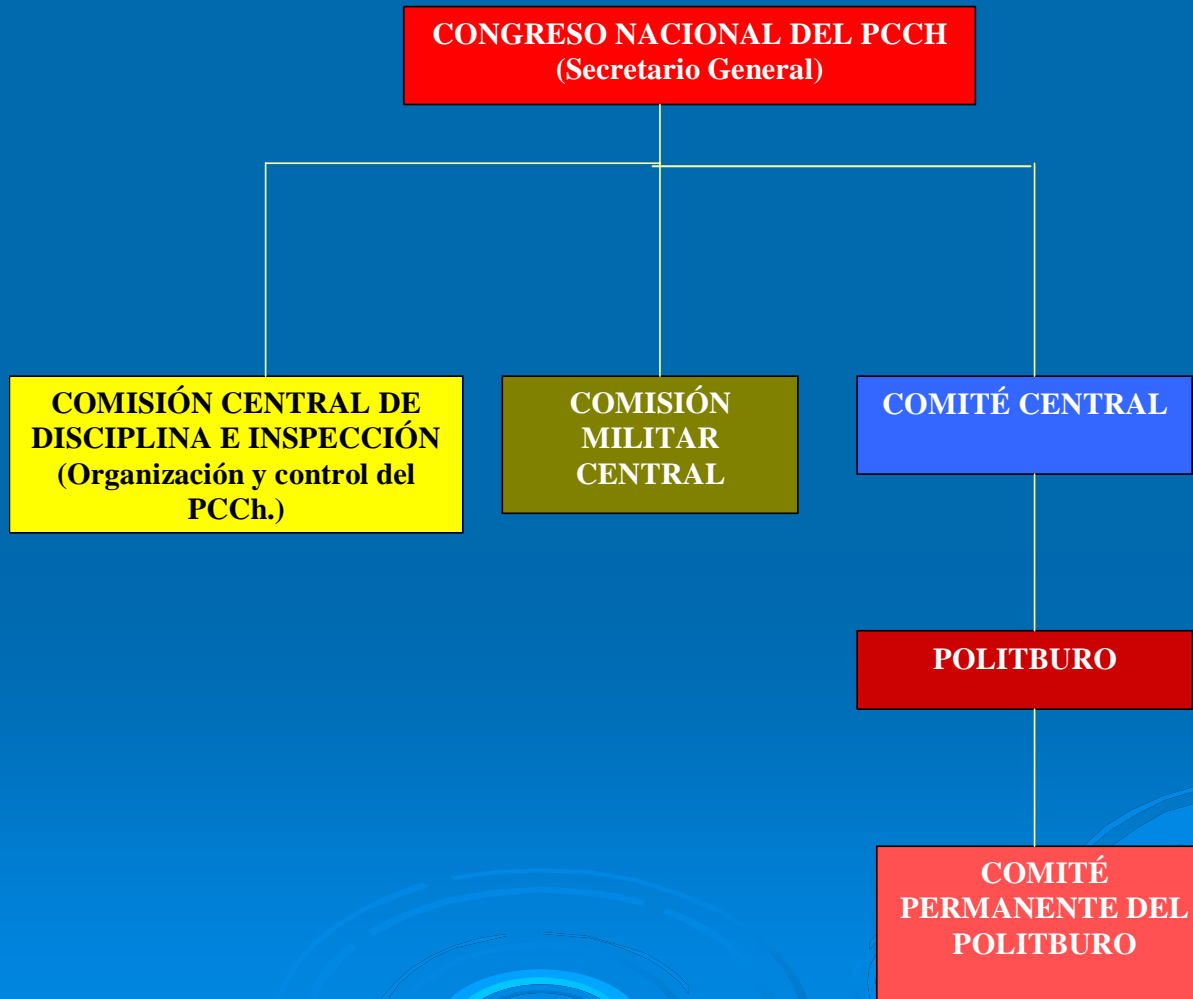 CONGRESO NACIONAL DEL PCCH
(Secretario General)
COMISIÓN CENTRAL DE
DISCIPLINA E INSPECCIÓN
(Organización y control del
PCCh.)
COMISIÓN
MILITAR
CENTRAL
COMITÉ CENTRAL
POLITBURO
COMITÉ
PERMANENTE DEL
POLITBURO